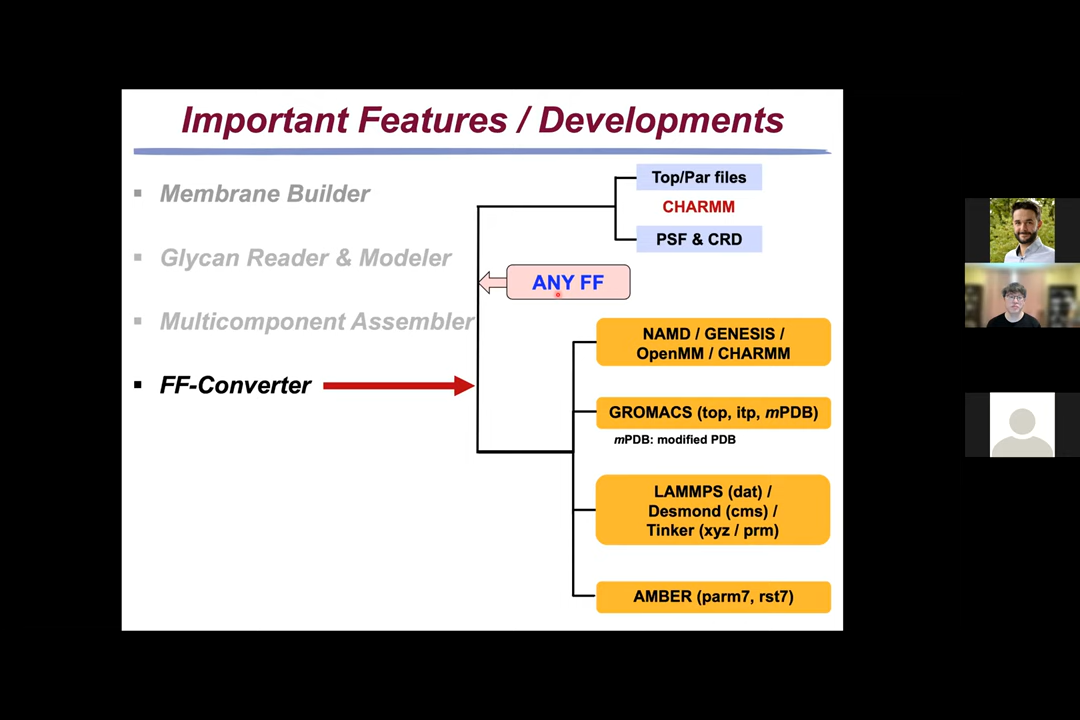 Important Features / Developments
▪ Membrane Builder
▪ Glycan Reader & Modeler
▪ Multicomponent Assembler
▪ FF-Converter
Top/Par files
CHARMM
PSF & CRD
ANY FF
NAMD / GENESIS /
OpenMM / CHARMM
GROMACS (top, itp, mPDB)
mPDB: modified PDB
LAMMPS (dat) /
Desmond (cms) /
Tinker (xyz / prm)
AMBER (parm7, rst7)